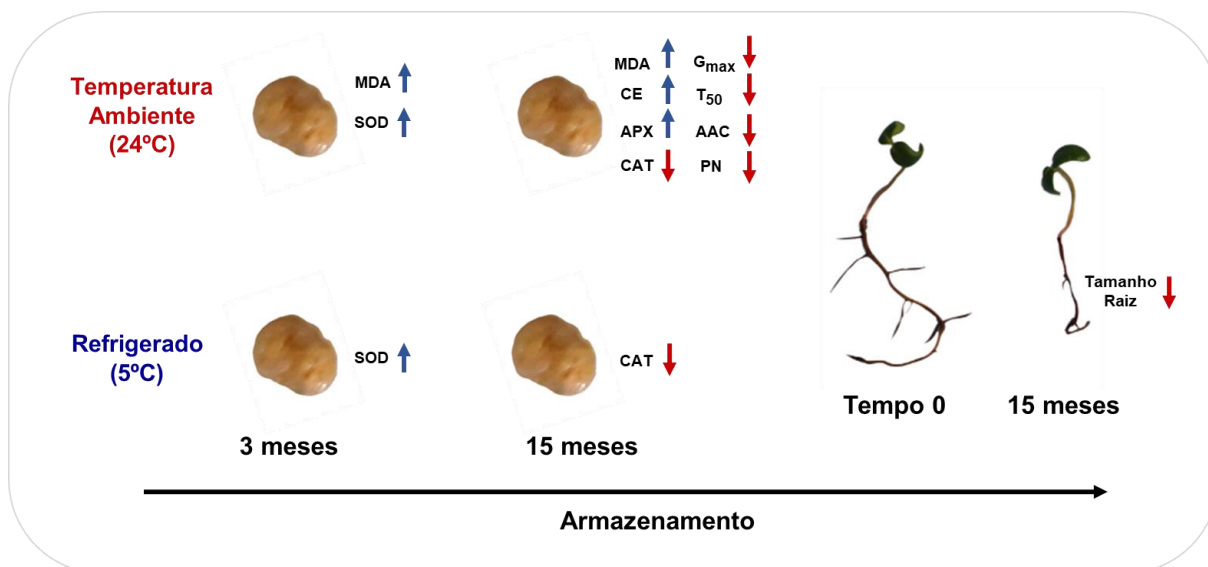 Temperatura
Ambiente
(24ºC)
MDA
SOD
MDA
CE
APX
CAT
Gmax
T50
AAC
PN
Refrigerado
(5ºC)
SOD
CAT
Tamanho
Raiz
3 meses
15 meses
Tempo 0
15 meses
Armazenamento